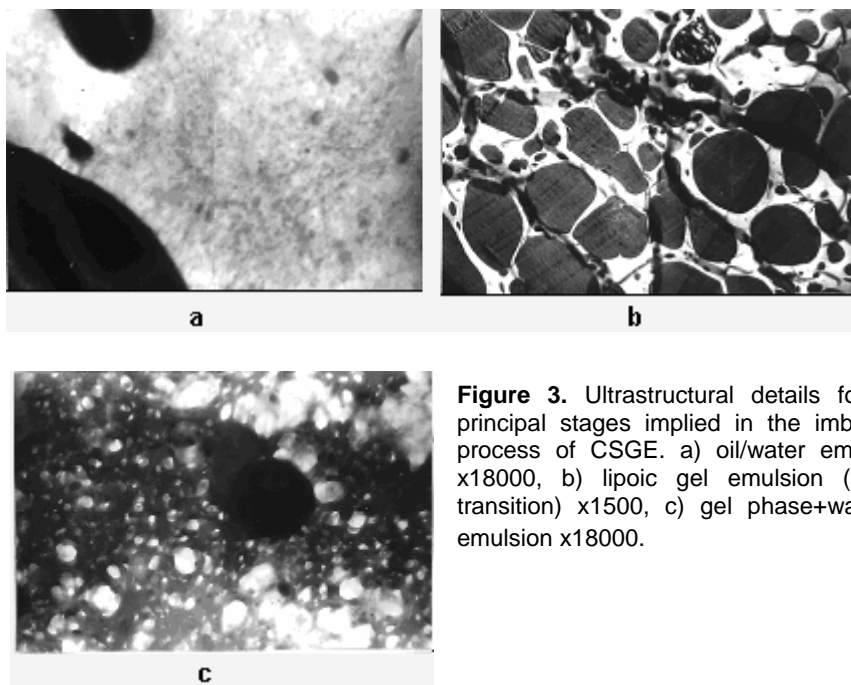 a
b
Figure 3. Ultrastructural details fo
principal stages implied in the imb
process of CSGE. a) oil/water em
x18000, b) lipoic gel emulsion (
transition) x1500, c) gel phase+wa
emulsion x18000.
c